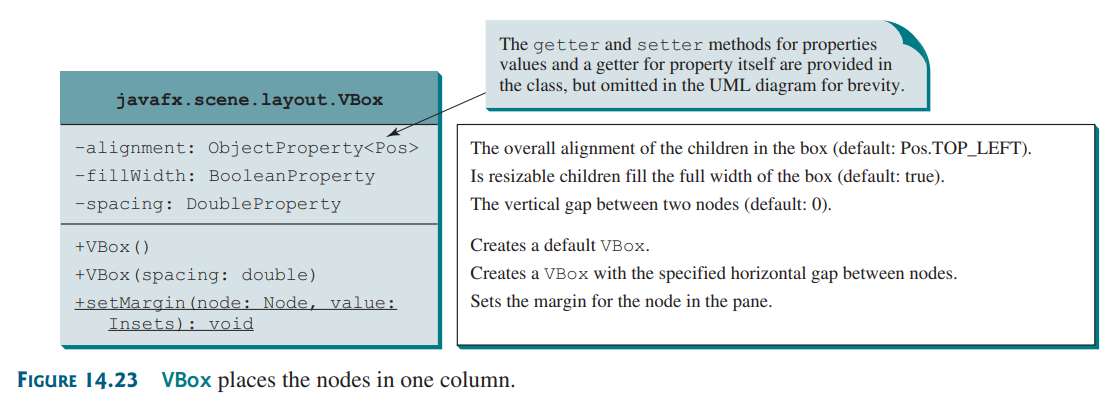 The getter and setter methods for properties
values and a getter for property itself are provided in
the class, but omitted in the UML diagram for brevity.
javafx.scene.layout.VBox
-alignment: ObjectProperty<Pos>
-fillWidth: BooleanProperty
-spacing: DoubleProperty
+VBox()
+VBox(spacing: double)
+setMargin(node: Node, value:
Insets): void
The overall alignment of the children in the box (default: Pos.TOP_LEFT).
Is resizable children fill the full width of the box (default: true).
The vertical gap between two nodes (default: 0).
Creates a default VBox.
Creates a VBox with the specified horizontal gap between nodes.
Sets the margin for the node in the pane.
FIGURE 14.23 VBox places the nodes in one column.